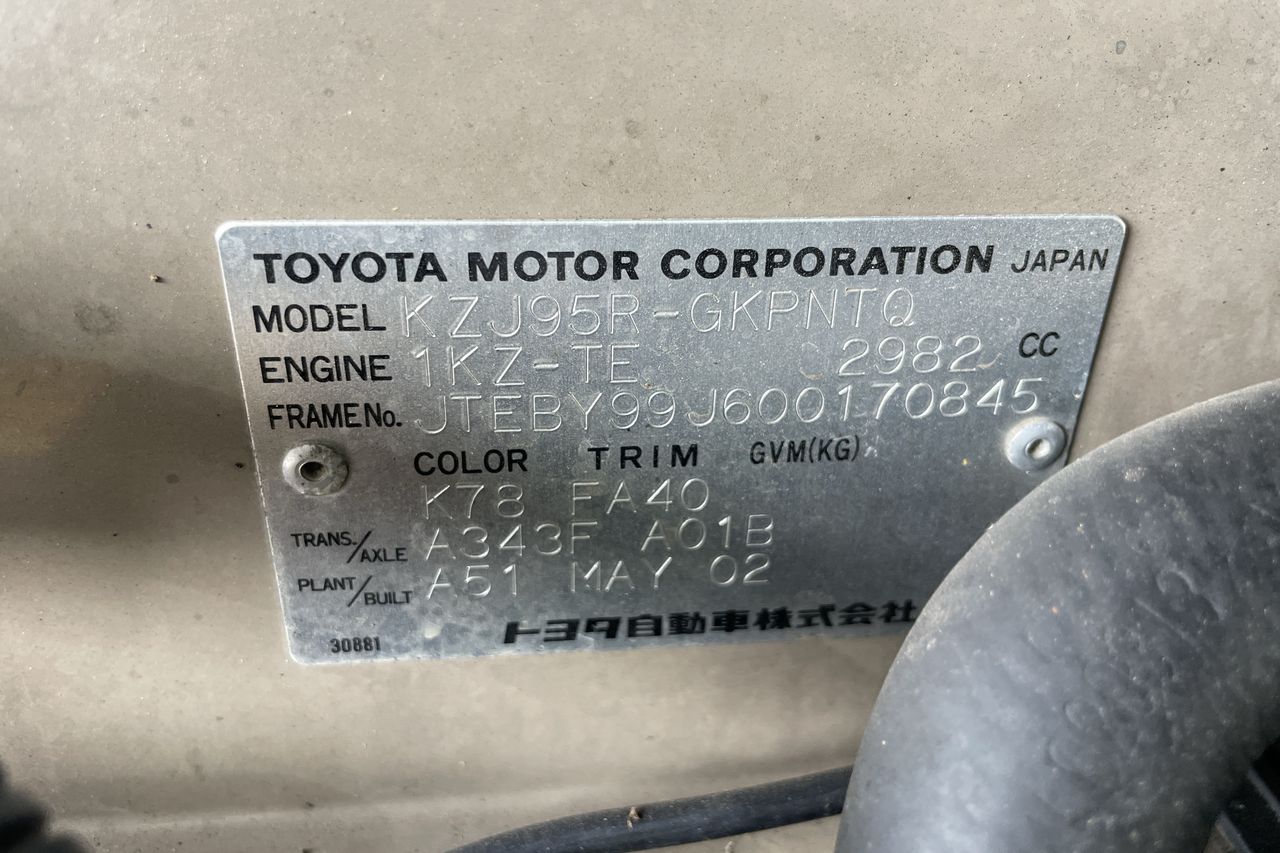 TOYOTA MOTOR CORPORATION JAPAN
MODEL KZJ95R-GKPNTQ
ENGINE 1KZ-TE 2982 CC
FRAME No. JTEBY99J600170845
COLOR TRIM GVM(KG)
K78 FA40
TRANS./AXLE A343F A01B
PLANT/BUILT A51 MAY 02
トヨタ自動車株式会社
30881